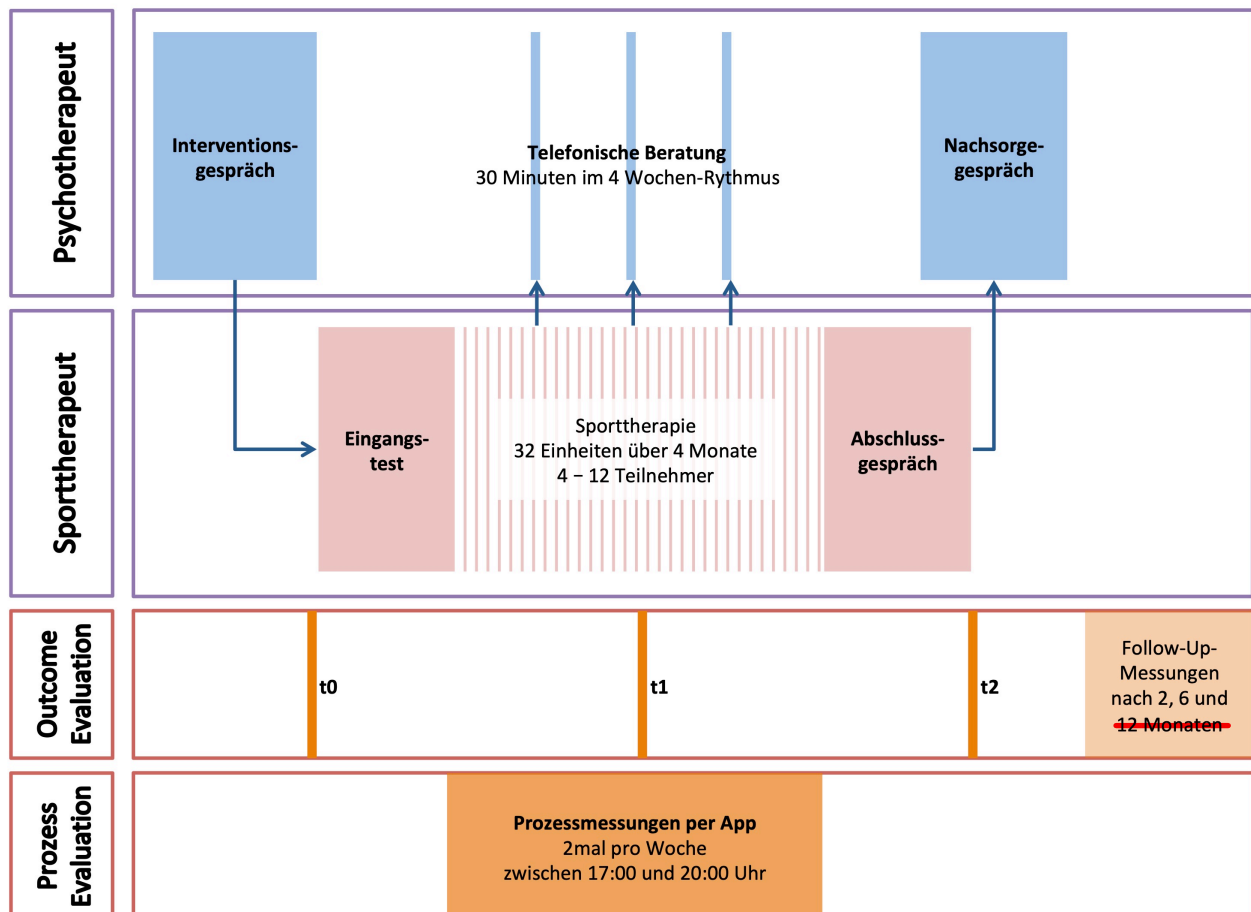 Psychotherapeut
Interventions-
gespräch
Telefonische Beratung
30 Minuten im 4 Wochen-Rythmus
Nachsorge-
gespräch
Sporttherapeut
Eingangs-
test
Sporttherapie
32 Einheiten über 4 Monate
4 – 12 Teilnehmer
Abschluss-
gespräch
Outcome
Evaluation
t0
t1
t2
Follow-Up-
Messungen
nach 2, 6 und
12 Monaten
Prozess
Evaluation
Prozessmessungen per App
2mal pro Woche
zwischen 17:00 und 20:00 Uhr